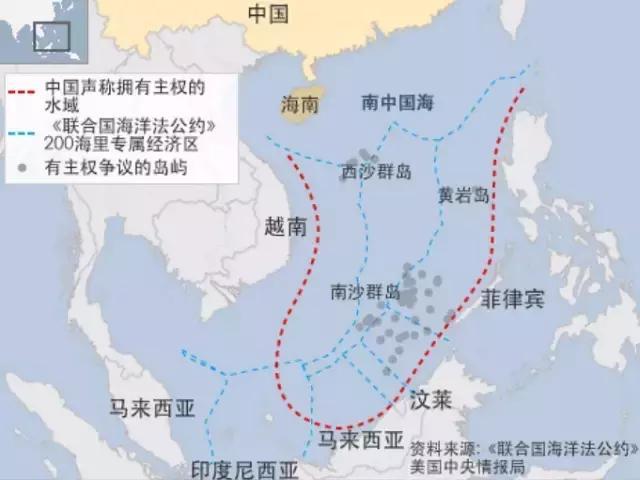 中国
中国声称拥有主权的
水域
《联合国海洋法公约》
200海里专属经济区
有主权争议的岛屿
海南
南中国海
西沙群岛
黄岩岛
越南
南沙群岛
菲律宾
马来西亚
汶莱
马来西亚
印度尼西亚
资料来源:《联合国海洋法公约》
美国中央情报局